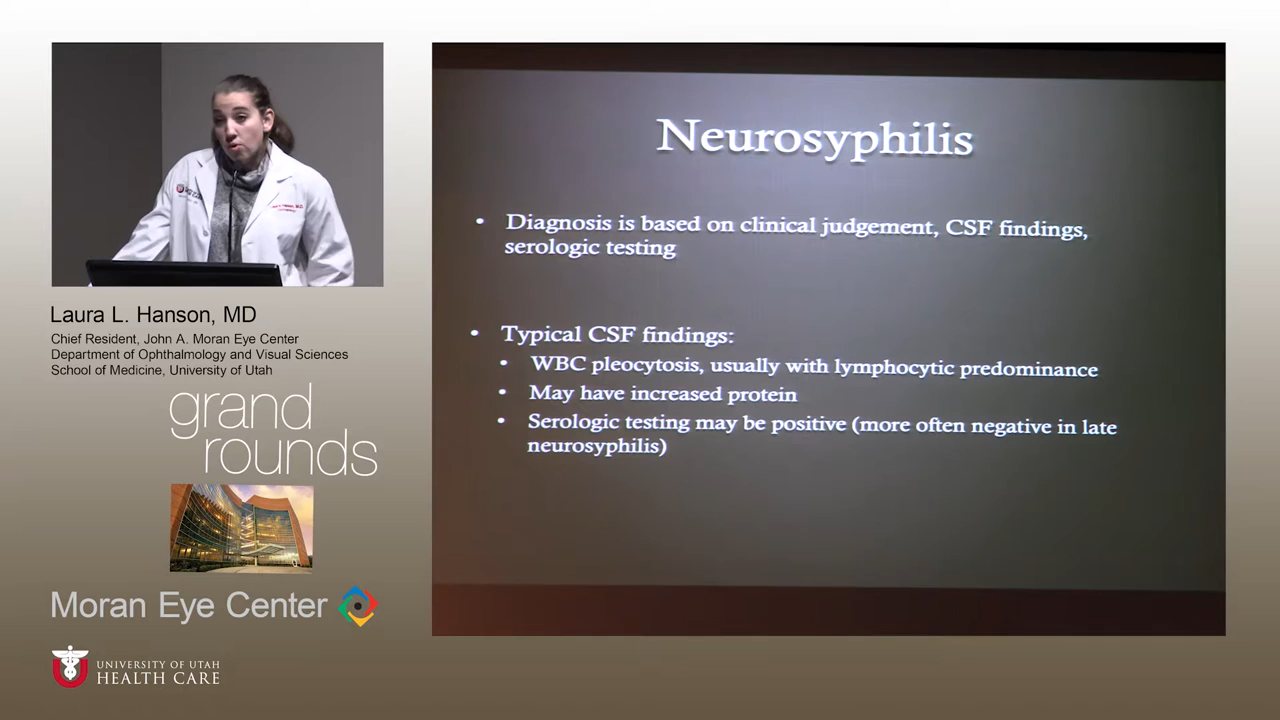 Neurosyphilis
• Diagnosis is based on clinical judgement, CSF findings,
serologic testing
• Typical CSF findings:
• WBC pleocytosis, usually with lymphocytic predominance
• May have increased protein
• Serologic testing may be positive (more often negative in late
neurosyphilis)
Laura L. Hanson, MD
Chief Resident, John A. Moran Eye Center
Department of Ophthalmology and Visual Sciences
School of Medicine, University of Utah
grand
rounds
Moran Eye Center
UNIVERSITY OF UTAH
HEALTH CARE